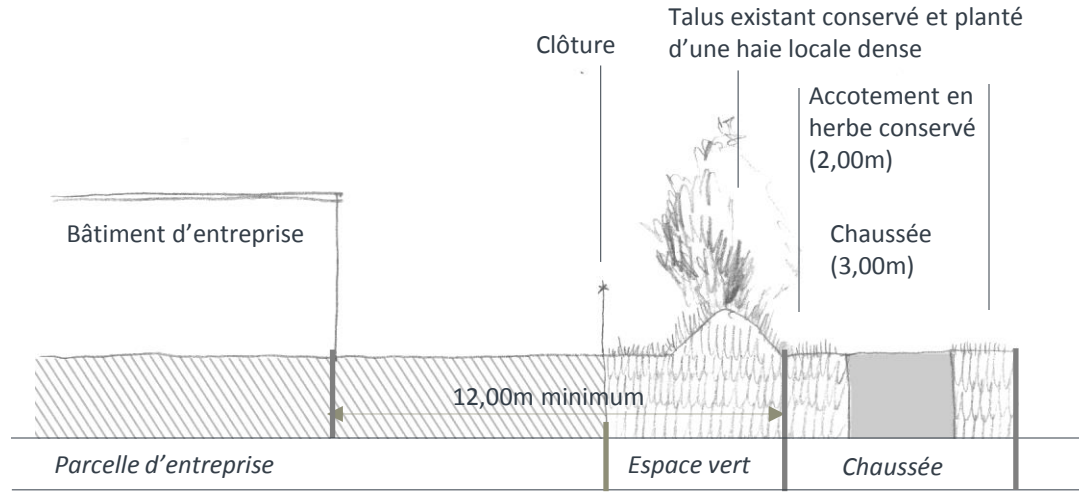 Talus existant conservé et planté
d’une haie locale dense
Clôture
Accotement en
herbe conservé
(2,00m)
Bâtiment d’entreprise
Chaussée
(3,00m)
12,00m minimum
Parcelle d’entreprise
Espace vert
Chaussée